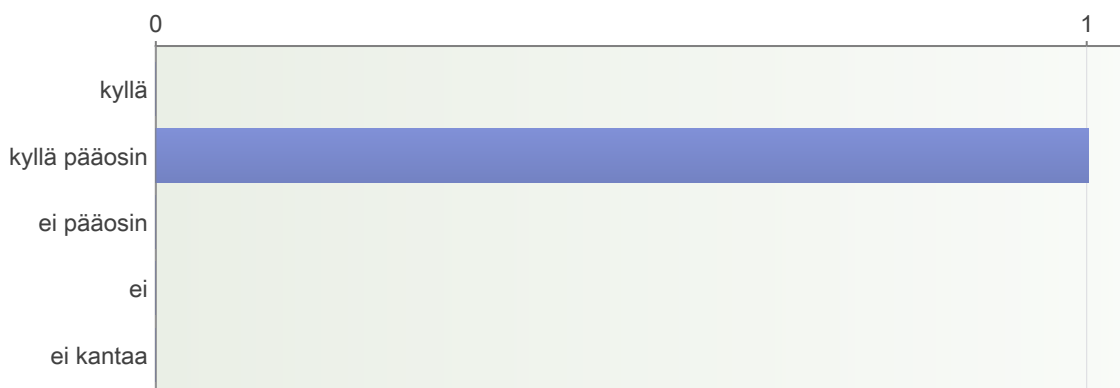 0 1
kyllä
kyllä pääosin
ei pääosin
ei
ei kantaa